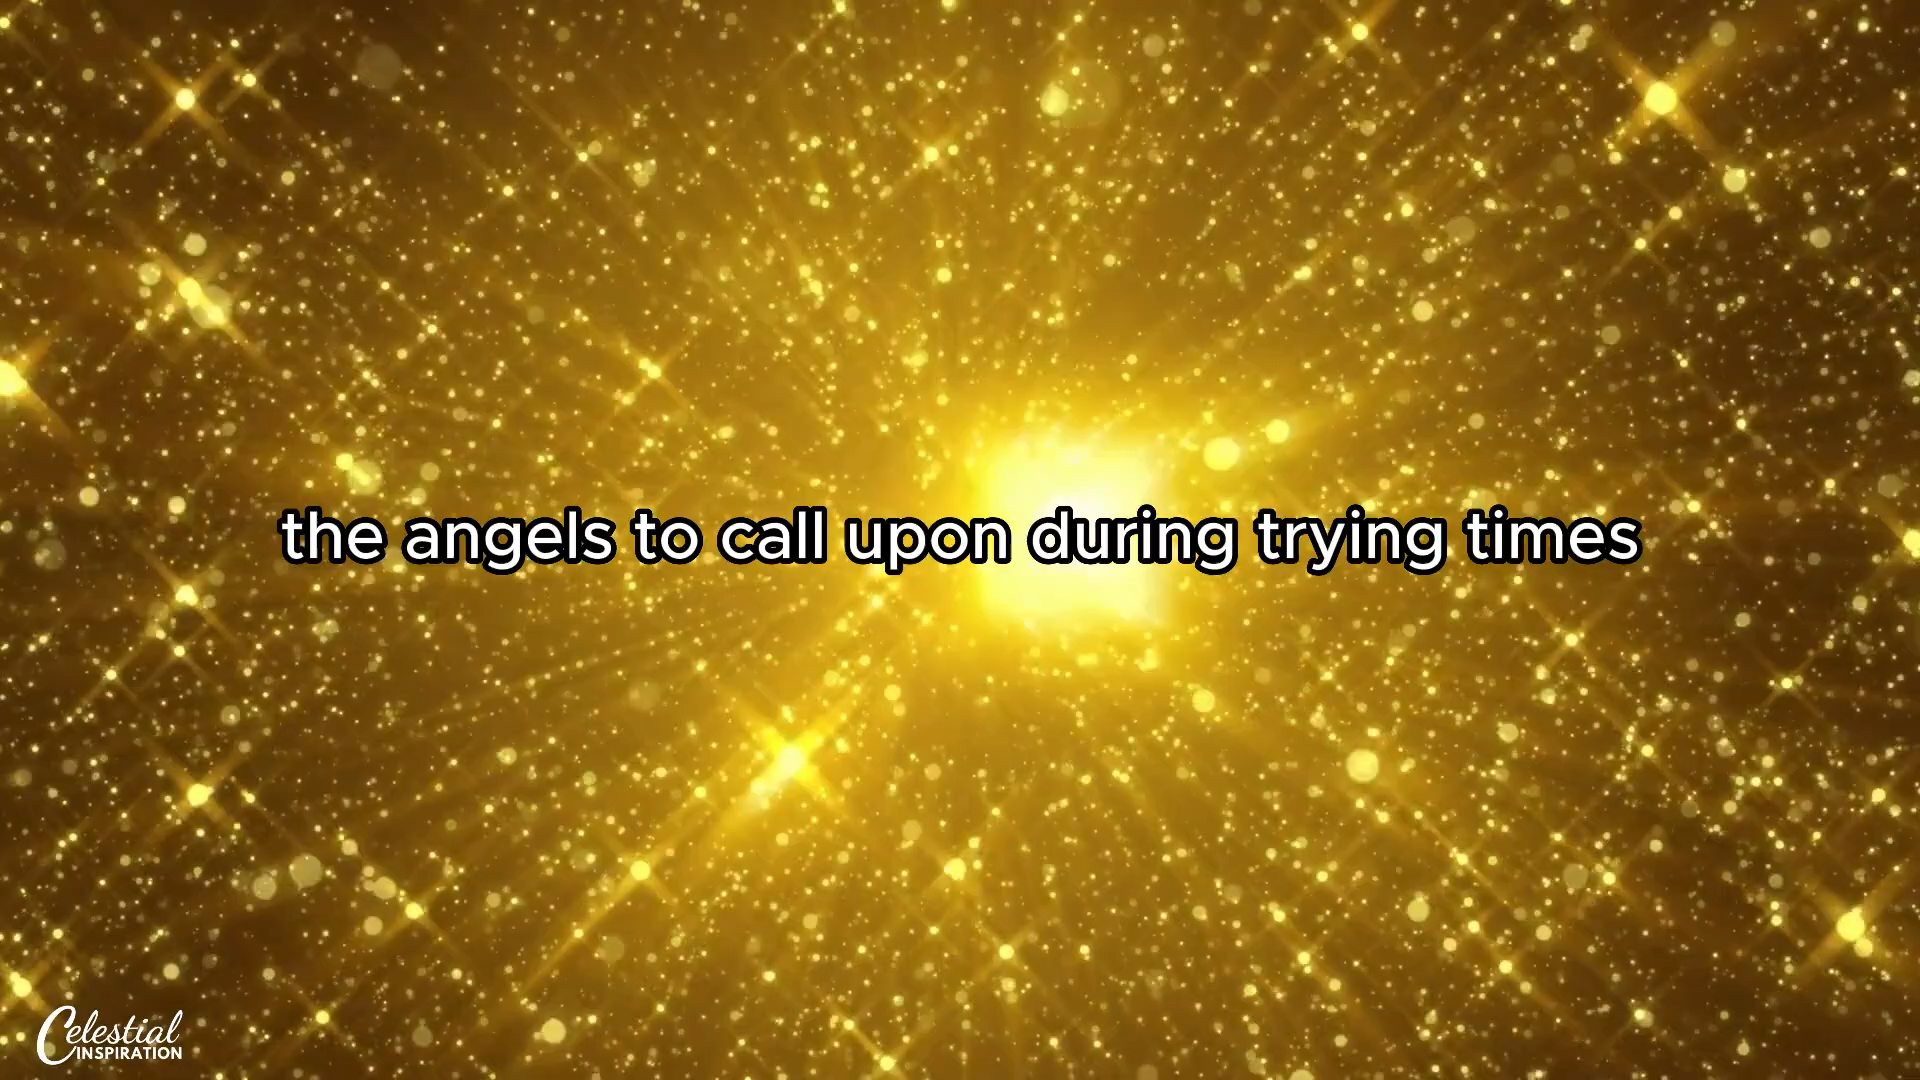 the angels to call upon during trying times
Celestial
INSPIRATION